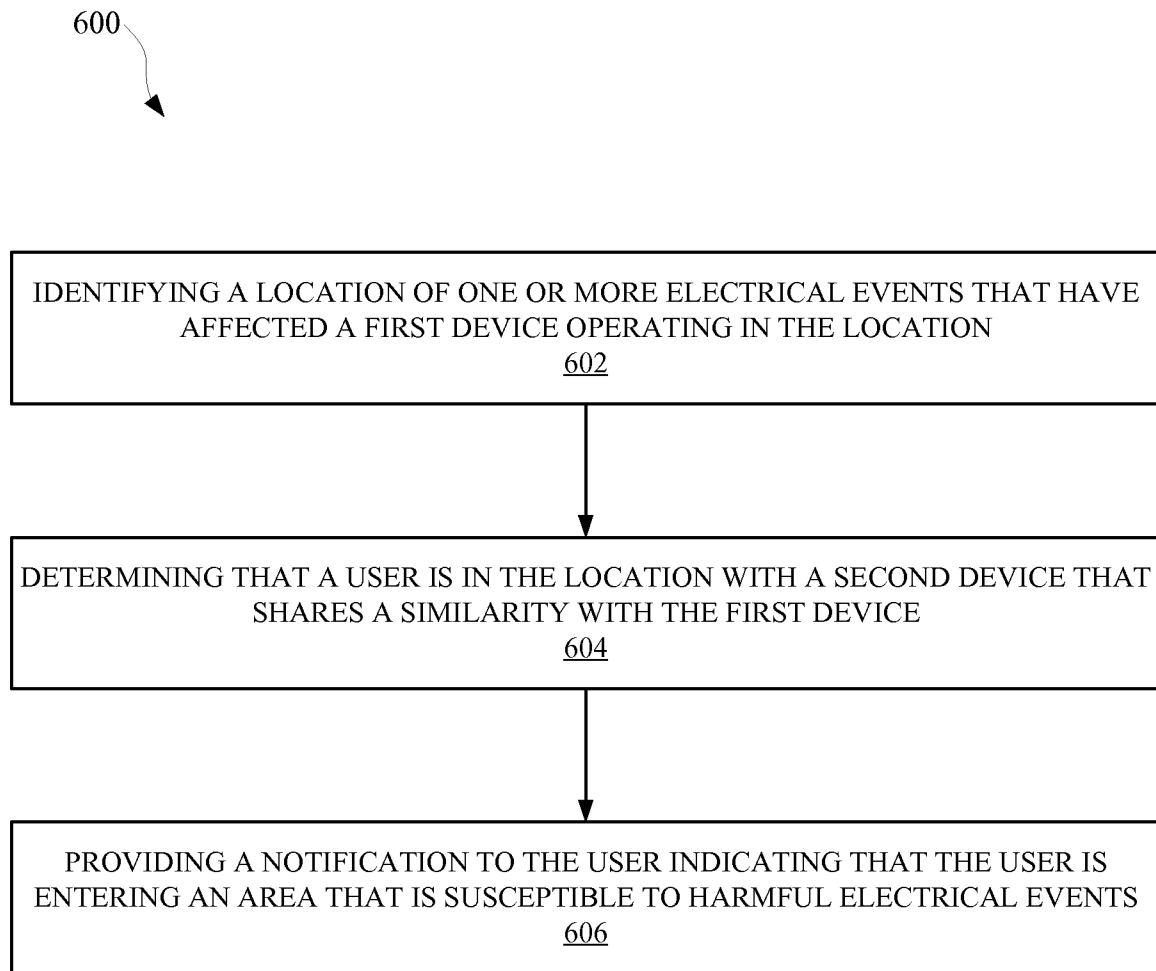 600
IDENTIFYING A LOCATION OF ONE OR MORE ELECTRICAL EVENTS THAT HAVE
AFFECTED A FIRST DEVICE OPERATING IN THE LOCATION
602
DETERMINING THAT A USER IS IN THE LOCATION WITH A SECOND DEVICE THAT
SHARES A SIMILARITY WITH THE FIRST DEVICE
604
PROVIDING A NOTIFICATION TO THE USER INDICATING THAT THE USER IS
ENTERING AN AREA THAT IS SUSCEPTIBLE TO HARMFUL ELECTRICAL EVENTS
606